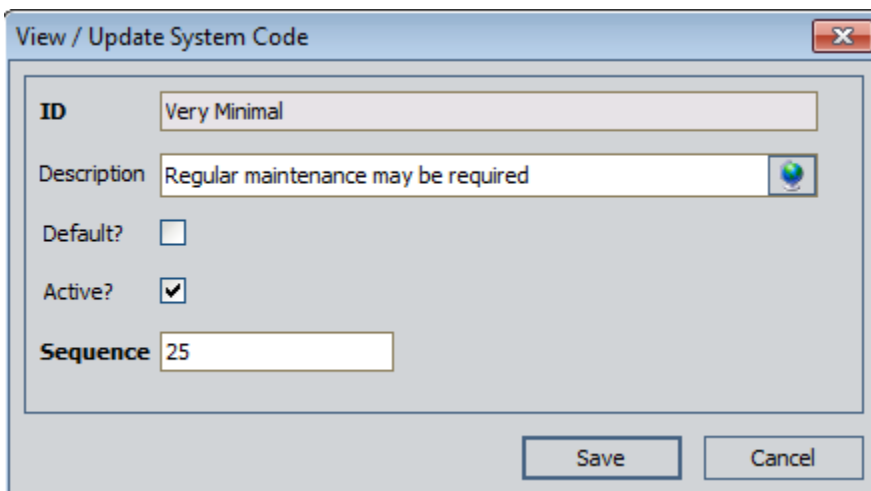 View / Update System Code
ID Very Minimal
Description Regular maintenance may be required
Default?
Active?
Sequence 25
Save Cancel